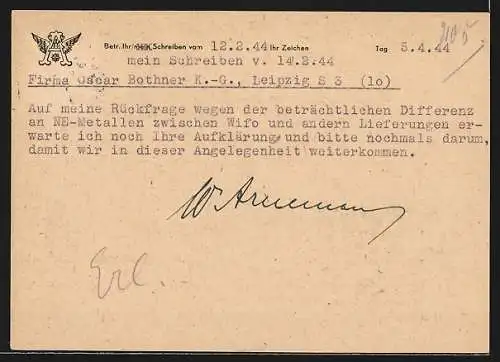 Betr. Ihr/ Schreiben vom 12.2.44 Ihr Zeichen Tag 5.4.44
mein Schreiben v. 14.2.44
Firma Oscar Bothner K.-G., Leipzig S 3 (10)
Auf meine Rückfrage wegen der beträchtlichen Differenz
an NE-Metallen zwischen Wifo und andern Lieferungen er-
warte ich noch Ihre Aufklärung und bitte nochmals darum,
damit wir in dieser Angelegenheit weiterkommen.
Erl.